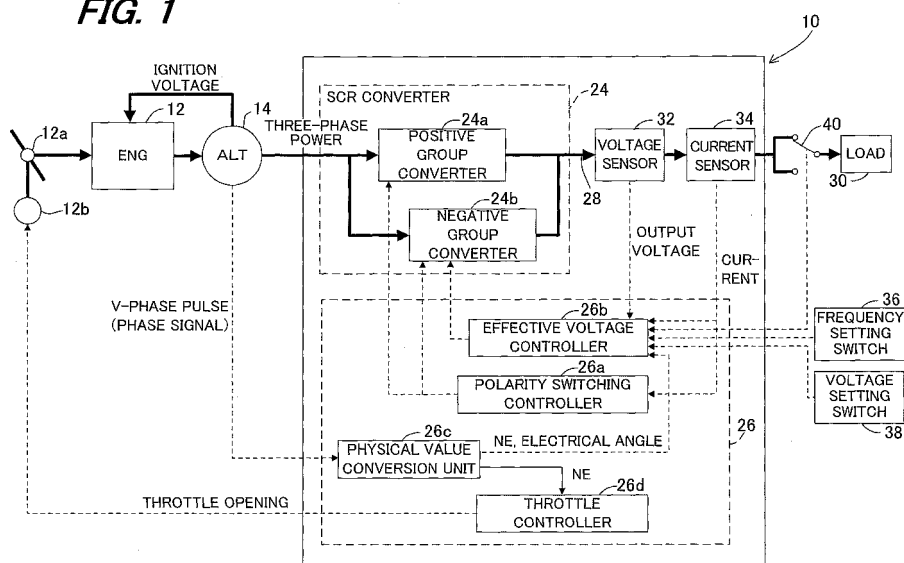 FIG. 1
10
IGNITION
VOLTAGE
12
14
12a
ENG
ALT
12b
THREE-PHASE
POWER
SCR CONVERTER
24
24a
POSITIVE
GROUP
CONVERTER
24b
NEGATIVE
GROUP
CONVERTER
28
32
VOLTAGE
SENSOR
34
CURRENT
SENSOR
40
LOAD
30
OUTPUT
VOLTAGE
CUR-
RENT
V-PHASE PULSE
(PHASE SIGNAL)
26b
EFFECTIVE VOLTAGE
CONTROLLER
26a
POLARITY SWITCHING
CONTROLLER
36
FREQUENCY
SETTING
SWITCH
VOLTAGE
SETTING
SWITCH
38
26
26c
PHYSICAL VALUE
CONVERSION UNIT
NE, ELECTRICAL ANGLE
NE
26d
THROTTLE
CONTROLLER
THROTTLE OPENING